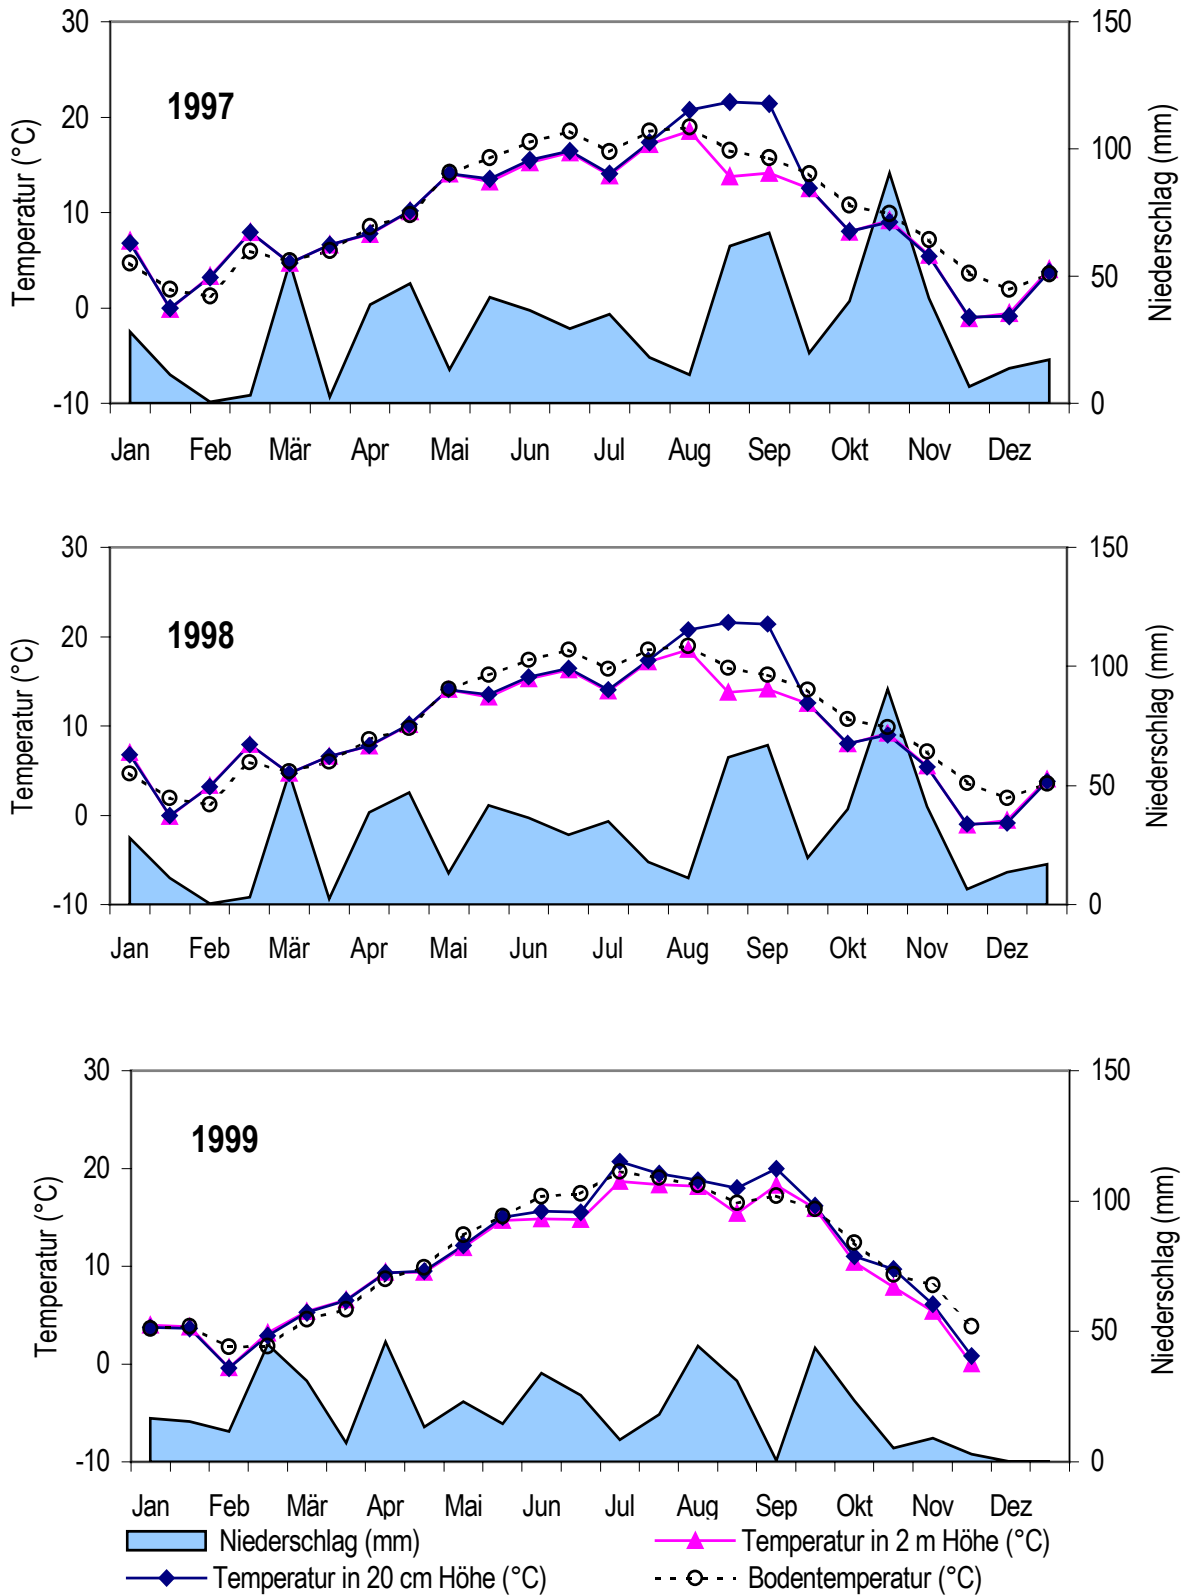 30 150
1997
20
100
10
50
0
-10 0
Temperatur (°C)
Niederschlag (mm)
Jan Feb Mär Apr Mai Jun Jul Aug Sep Okt Nov Dez
30 150
1998
20
100
10
50
0
-10 0
Temperatur (°C)
Niederschlag (mm)
Jan Feb Mär Apr Mai Jun Jul Aug Sep Okt Nov Dez
30 150
1999
20
100
10
50
0
-10 0
Temperatur (°C)
Niederschlag (mm)
Jan Feb Mär Apr Mai Jun Jul Aug Sep Okt Nov Dez
Niederschlag (mm) Temperatur in 2 m Höhe (°C)
Temperatur in 20 cm Höhe (°C) Bodentemperatur (°C)